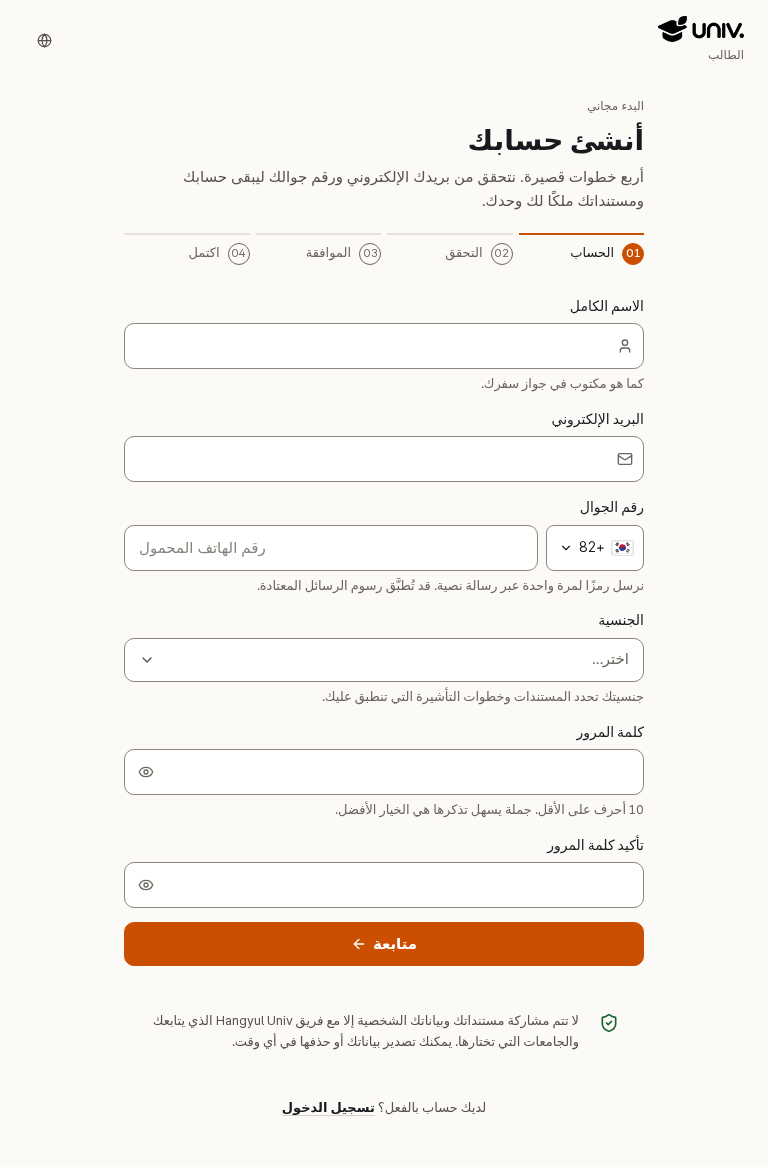 UNIV.
الطالب
البدء مجاني
أنشئ حسابك
أربع خطوات قصيرة. نتحقق من بريدك الإلكتروني ورقم جوالك ليبقى حسابك
ومستنداتك ملكًا لك وحدك.
01 الحساب
02 التحقق
03 الموافقة
04 اكتمل
الاسم الكامل
كما هو مكتوب في جواز سفرك.
البريد الإلكتروني
رقم الجوال
+82
رقم الهاتف المحمول
نرسل رمزًا لمرة واحدة عبر رسالة نصية. قد تُطبَّق رسوم الرسائل المعتادة.
الجنسية
اختر...
جنسيتك تحدد المستندات وخطوات التأشيرة التي تنطبق عليك.
كلمة المرور
10 أحرف على الأقل. جملة يسهل تذكرها هي الخيار الأفضل.
تأكيد كلمة المرور
متابعة
لا تتم مشاركة مستنداتك وبياناتك الشخصية إلا مع فريق Hangyul Univ الذي يتابعك
والجامعات التي تختارها. يمكنك تصدير بياناتك أو حذفها في أي وقت.
لديك حساب بالفعل؟ تسجيل الدخول